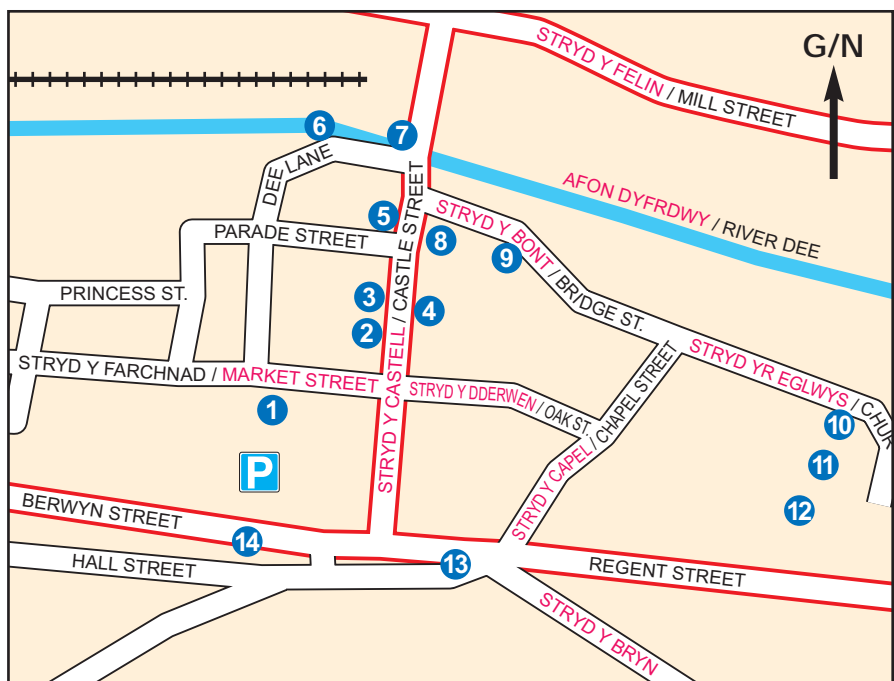 G/N
STRYD Y FELIN / MILL STREET
6
7
DEE LANE
AFON DYFRDWY / RIVER DEE
5
PARADE STREET
8
STRYD Y BONT / BRIDGE ST.
9
PRINCESS ST.
3
2
4
STRYD Y CASTELL / CASTLE STREET
STRYD Y FARCHNAD / MARKET STREET
STRYD Y DDERWEN / OAK ST.
STRYD Y CAPEL / CHAPEL STREET
STRYD YR EGLWYS / CHUR
1
10
11
12
P
BERWYN STREET
14
HALL STREET
13
REGENT STREET
STRYD Y BRYN